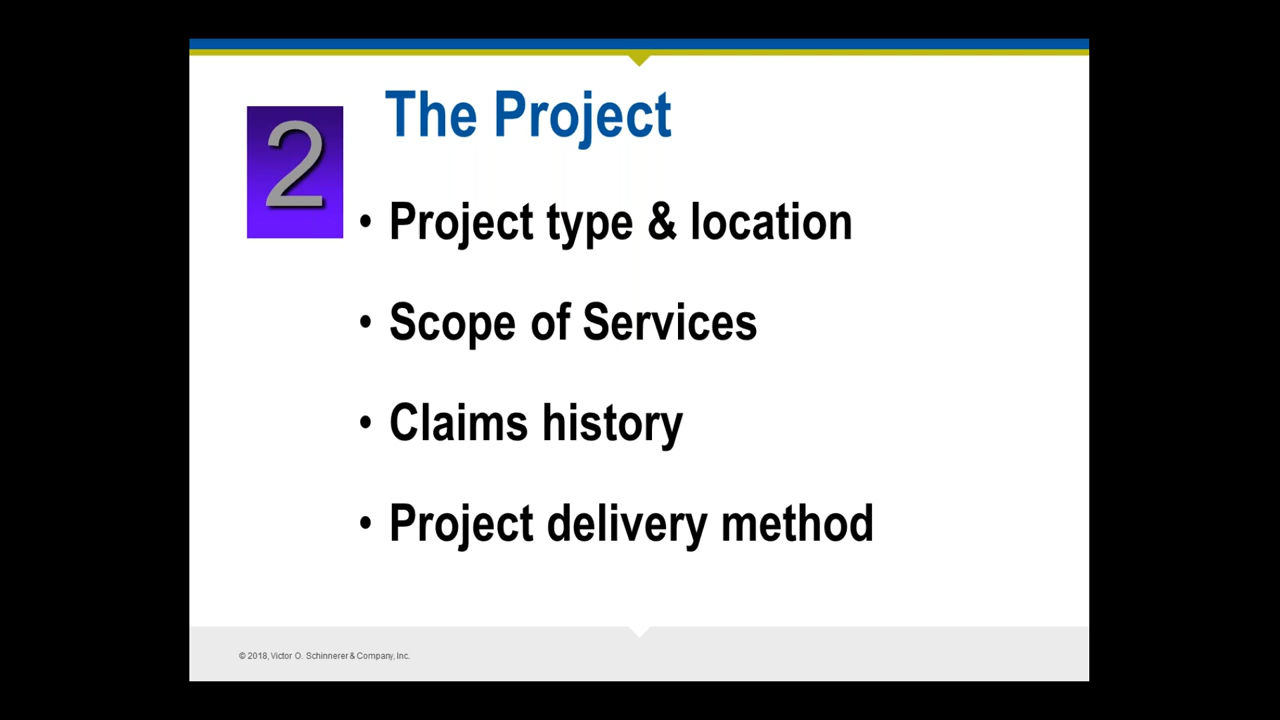 The Project
2
• Project type & location
• Scope of Services
• Claims history
• Project delivery method
© 2018, Victor O. Schinnerer & Company, Inc.